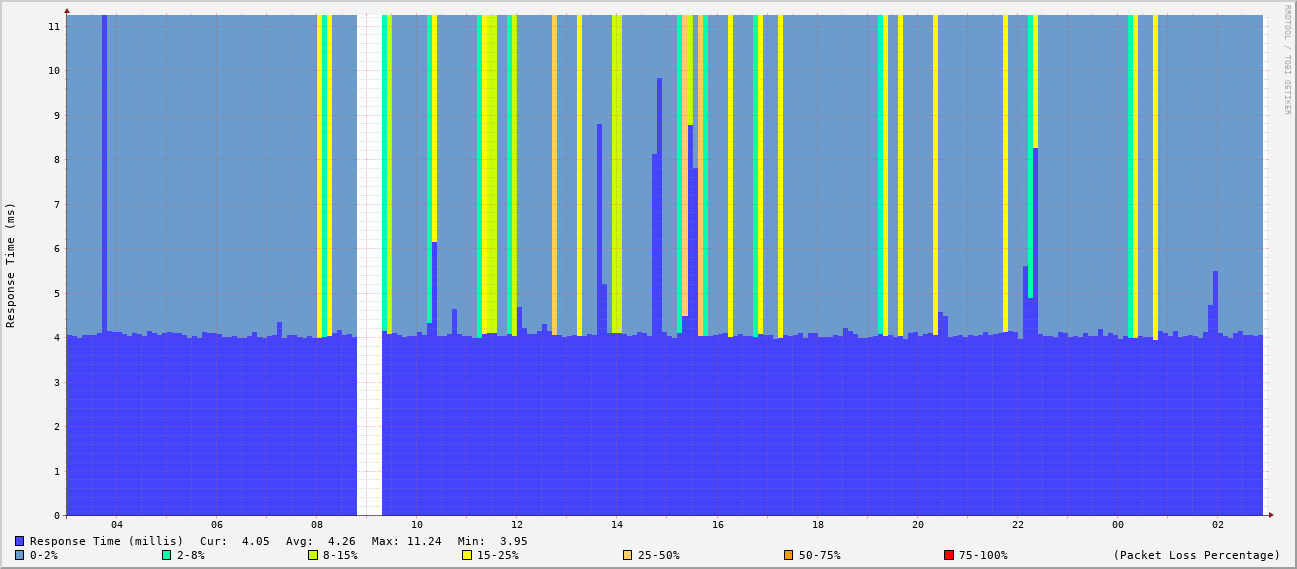 11
10
9
8
7
6
5
4
3
2
1
0
Response Time (ms)
04 06 08 10 12 14 16 18 20 22 00 02
Response Time (millis) Cur: 4.05 Avg: 4.26 Max: 11.24 Min: 3.95
0-2% 2-8% 8-15% 15-25% 25-50% 50-75% 75-100% (Packet Loss Percentage)
RRDTOOL / TOBI OETIKER